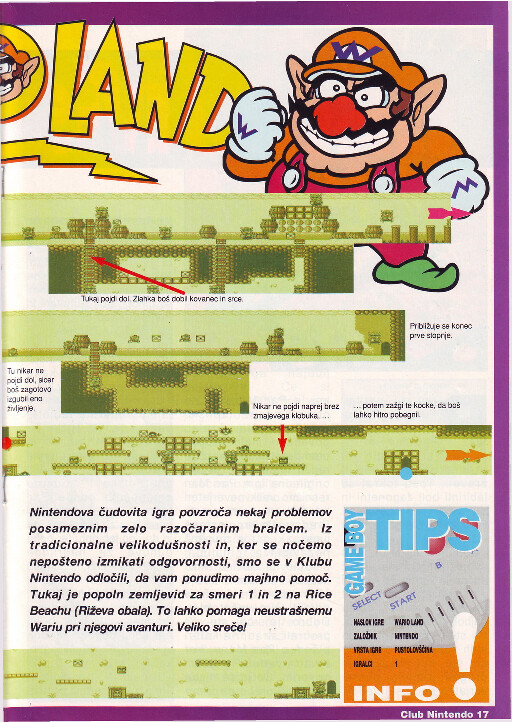 O LAND
Tukaj pojdi dol. Zlahka boš dobil kovanec in srce.
Približuje se konec
prve stopnje.
Tu nikar ne
pojdi dol, sicer
boš zagotovo
izgubil eno
življenje.
Nikar ne pojdi naprej brez
zmajevega klobuka, ...
... potem zažgi te kocke, da boš
lahko hitro pobegnil.
Nintendova čudovita igra povzroča nekaj problemov
posameznim zelo razočaranim bralcem. Iz
tradicionalne velikodušnosti in, ker se nočemo
nepošteno izmikati odgovornosti, smo se v Klubu
Nintendo odločili, da vam ponudimo majhno pomoč.
Tukaj je popoln zemljevid za smeri 1 in 2 na Rice
Beachu (Riževa obala). To lahko pomaga neustrašnemu
Wariu pri njegovi avanturi. Veliko sreče!
GAME BOY
TIPS
B
SELECT
START
NASLOV IGRE WARIO LAND
ZALOŽNIK NINTENDO
VRSTA IGRE PUSTOLOVŠČINA
IGRALCI 1
INFO !
Club Nintendo 17